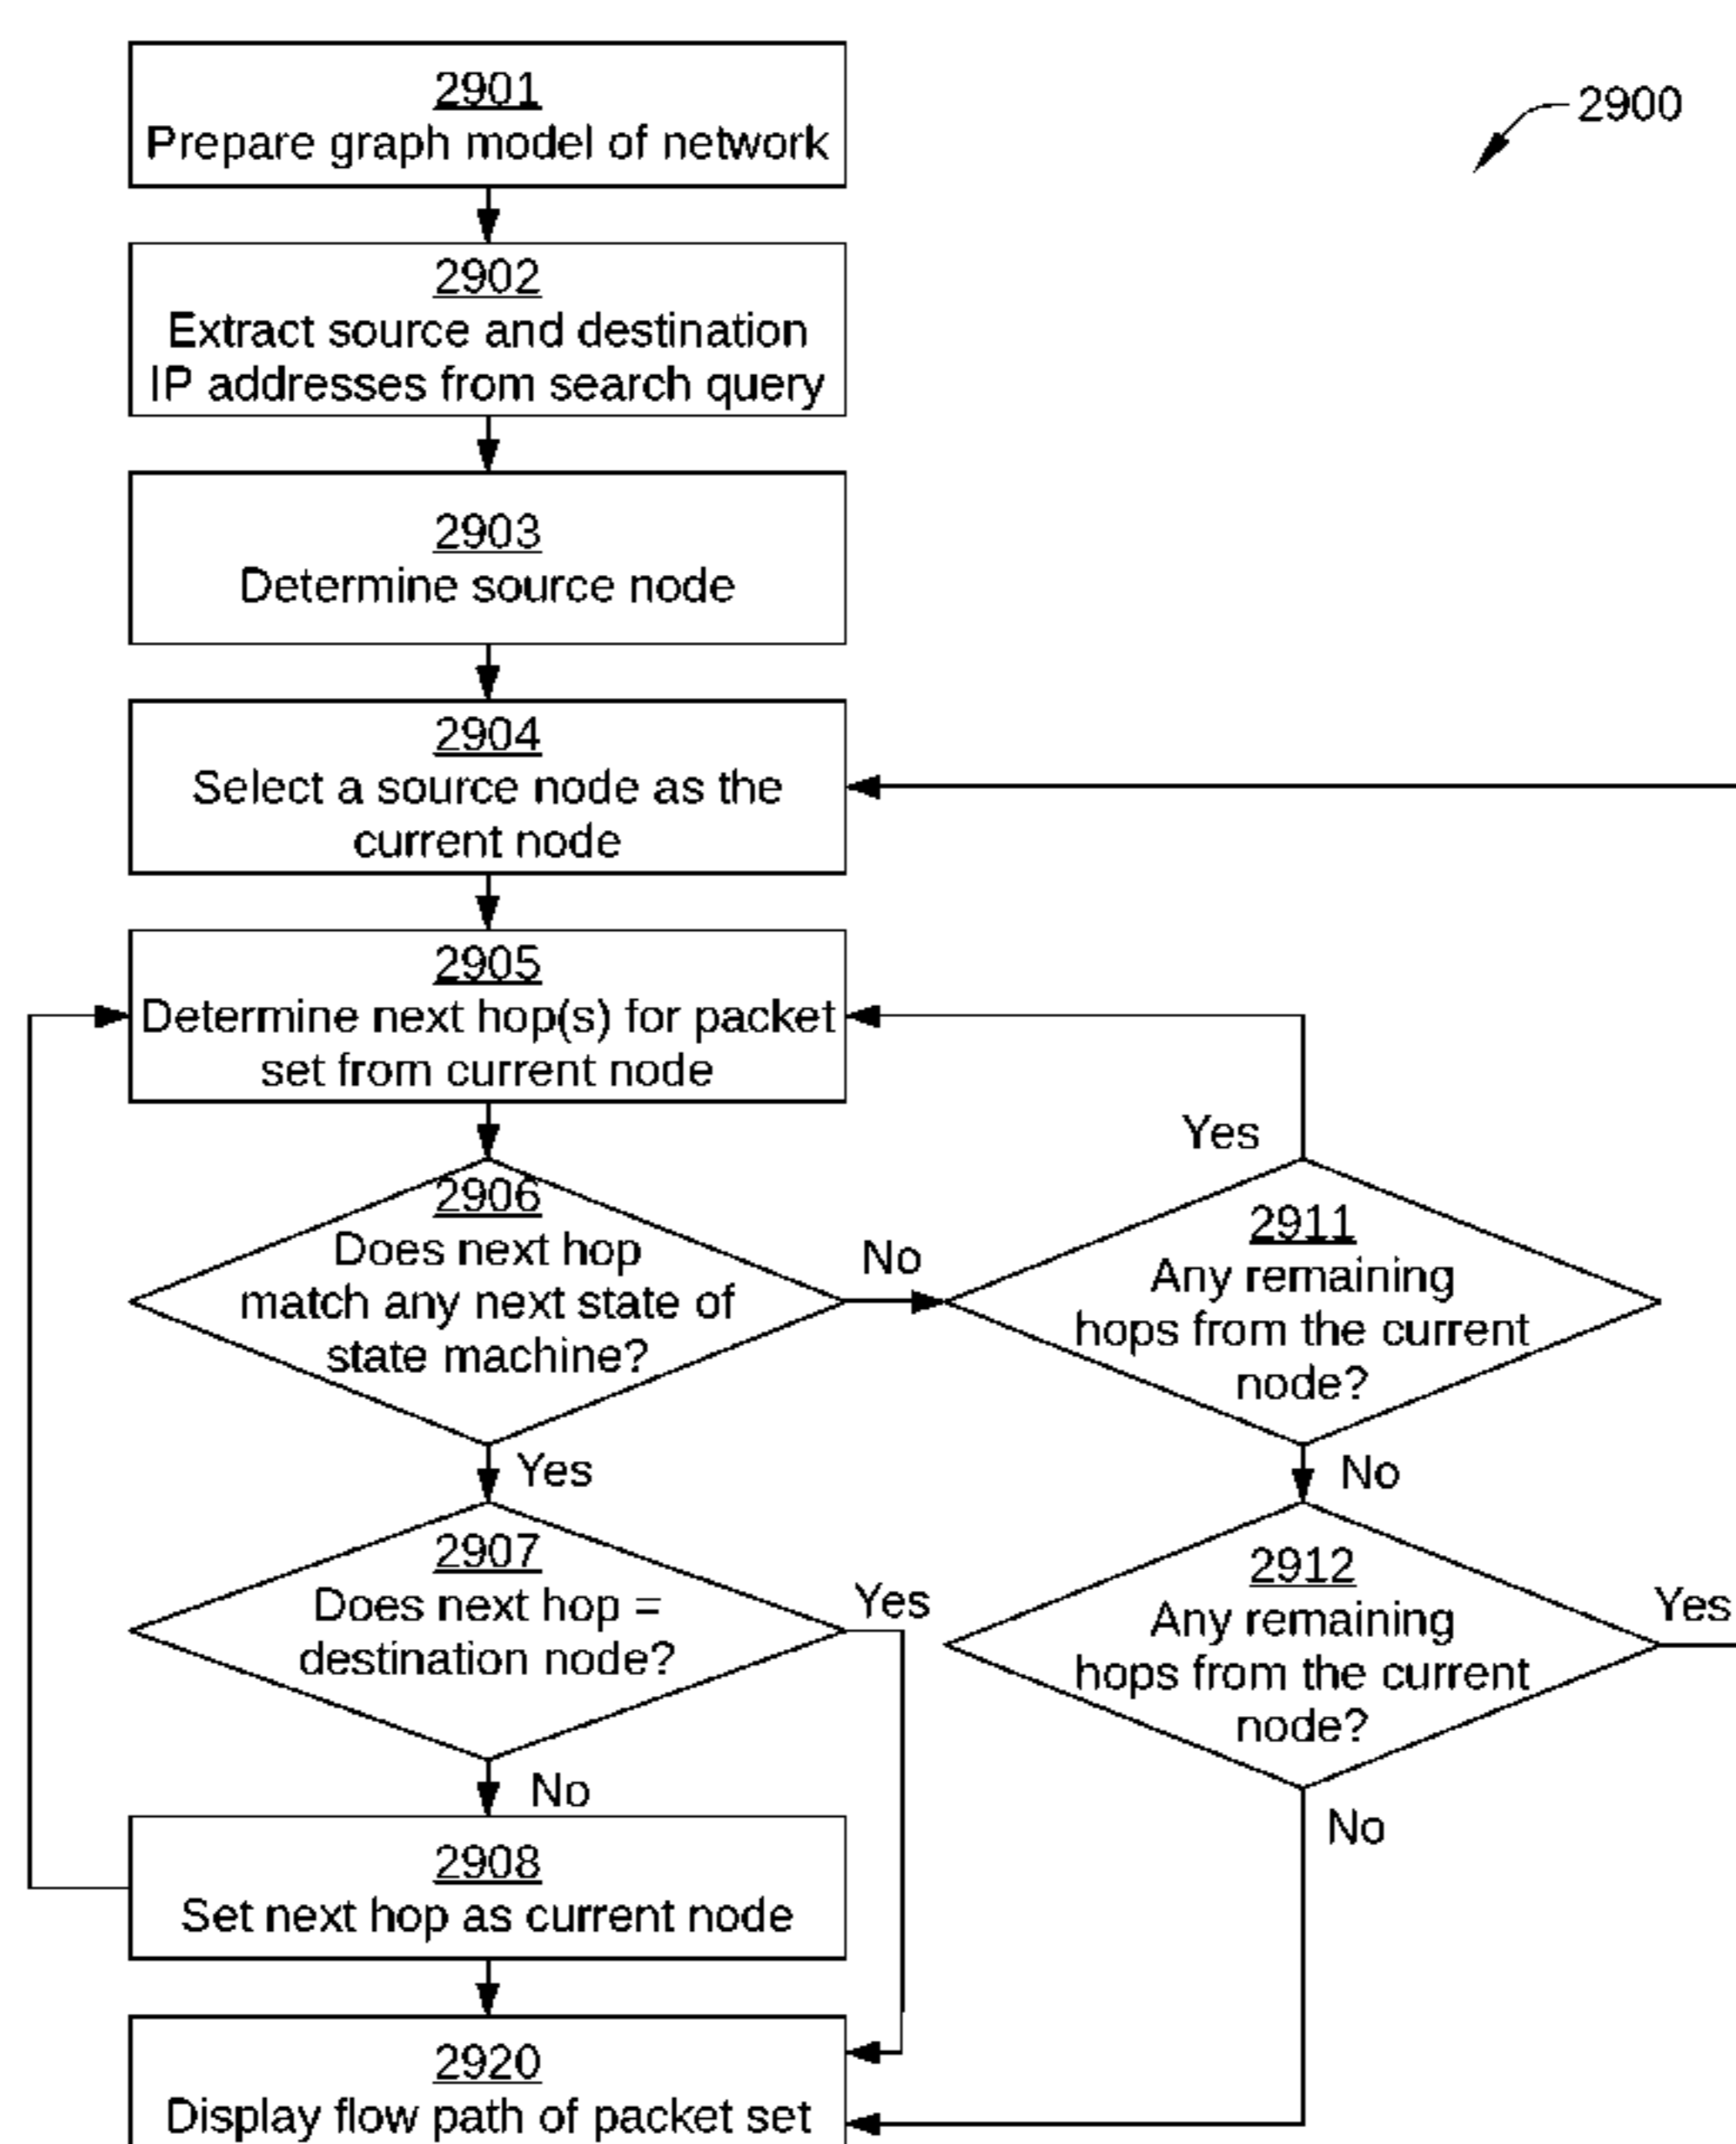 2900
2901
Prepare graph model of network
2902
Extract source and destination
IP addresses from search query
2903
Determine source node
2904
Select a source node as the
current node
2905
Determine next hop(s) for packet
set from current node
2906
Does next hop
match any next state of
state machine?
No
Yes
2907
Does next hop =
destination node?
Yes
No
2908
Set next hop as current node
2920
Display flow path of packet set
Yes
2911
Any remaining
hops from the current
node?
No
2912
Any remaining
hops from the current
node?
Yes
No